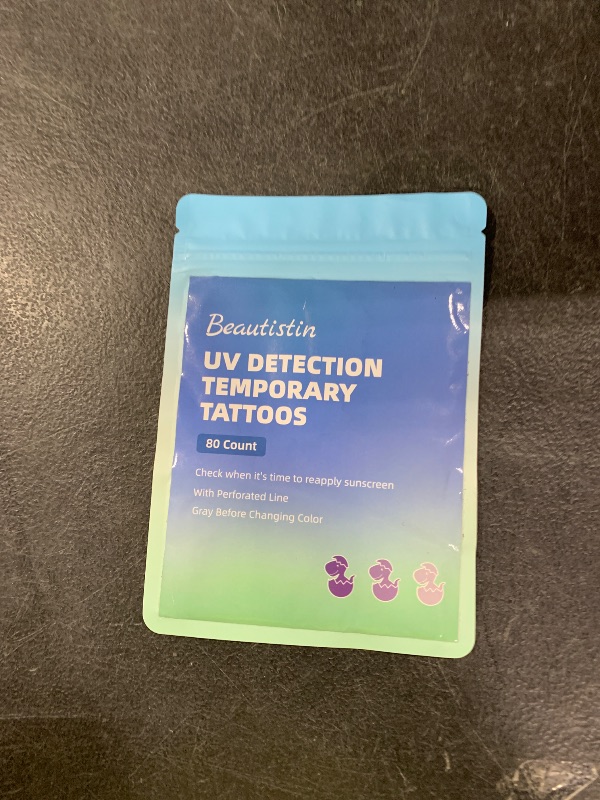 Beautistin
UV DETECTION
TEMPORARY
TATTOOS
80 Count
Check when it's time to reapply sunscreen
With Perforated Line
Gray Before Changing Color